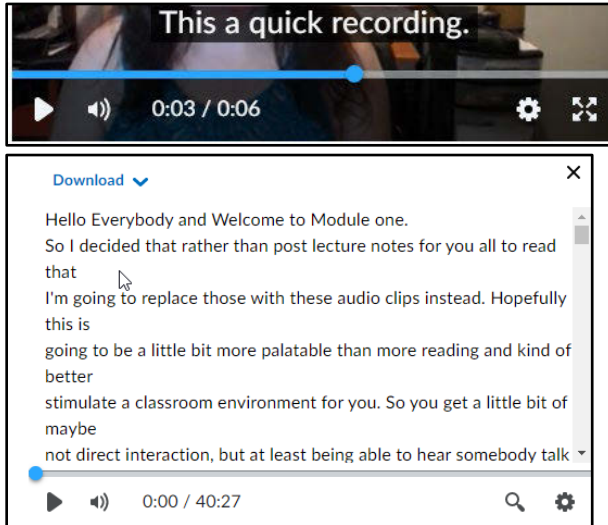 This a quick recording.
0:03 / 0:06
Download
Hello Everybody and Welcome to Module one.
So I decided that rather than post lecture notes for you all to read
that
I'm going to replace those with these audio clips instead. Hopefully
this is
going to be a little bit more palatable than more reading and kind of
better
stimulate a classroom environment for you. So you get a little bit of
maybe
not direct interaction, but at least being able to hear somebody talk
0:00 / 40:27